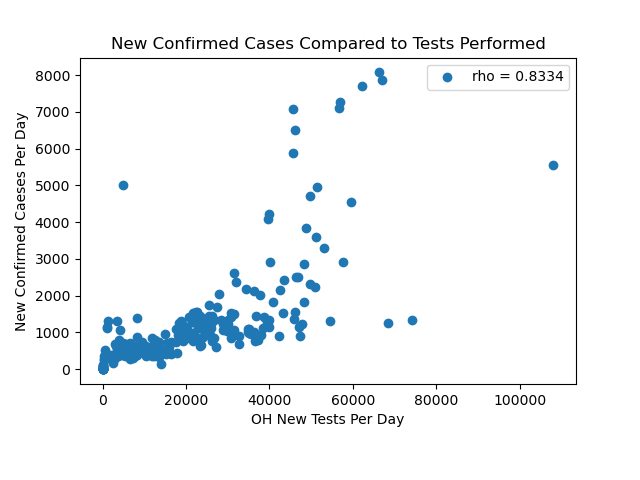 New Confirmed Cases Compared to Tests Performed
rho = 0.8334
New Confirmed Caeses Per Day
8000
7000
6000
5000
4000
3000
2000
1000
0
0 20000 40000 60000 80000 100000
OH New Tests Per Day